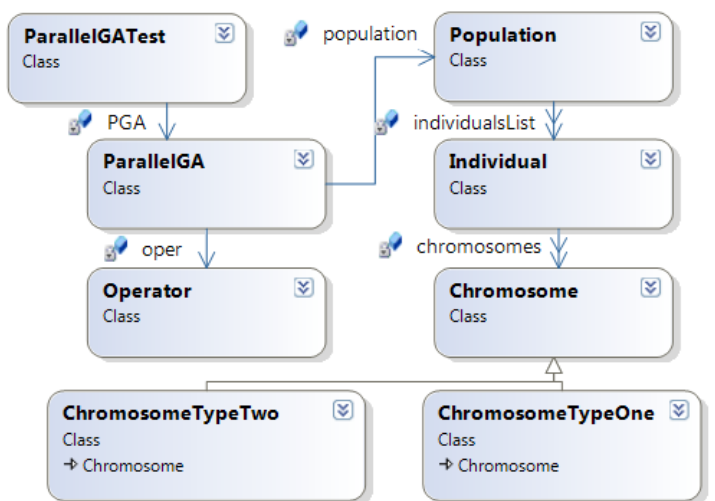 ParallelGATest
Class
population
Population
Class
PGA
individualsList
ParallelGA
Class
Individual
Class
oper
chromosomes
Operator
Class
Chromosome
Class
ChromosomeTypeTwo
Class
Chromosome
ChromosomeTypeOne
Class
Chromosome